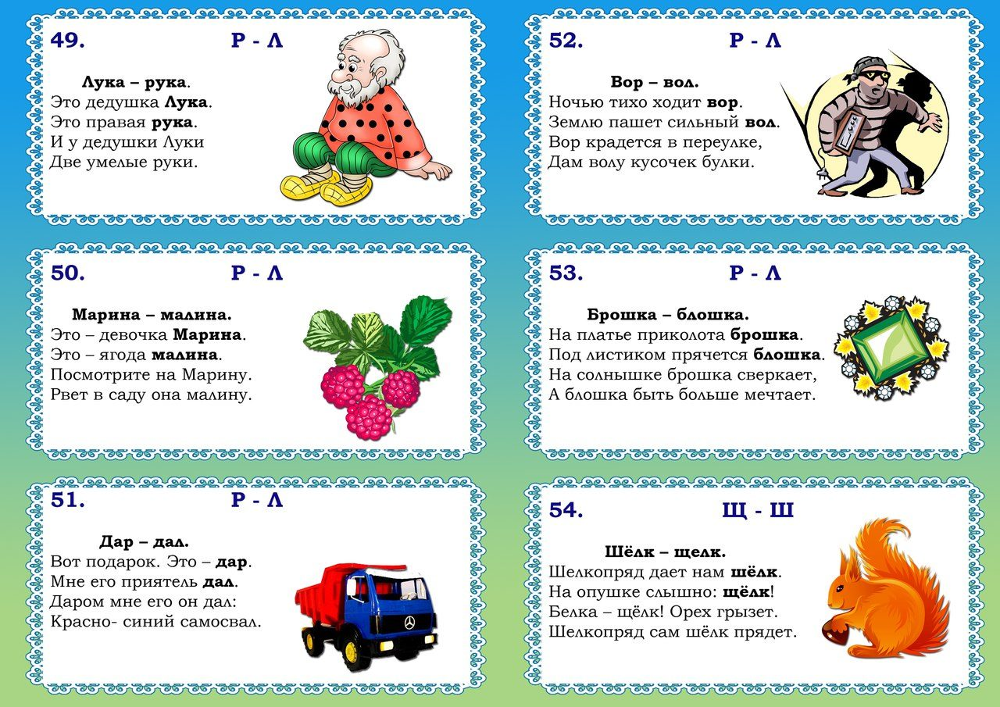 49. Р - Л
Лука – рука.
Это дедушка Лука.
Это правая рука.
И у дедушки Луки
Две умелые руки.
50. Р - Л
Марина – малина.
Это – девочка Марина.
Это – ягода малина.
Посмотрите на Марину.
Рвет в саду она малину.
51. Р - Л
Дар – дал.
Вот подарок. Это – дар.
Мне его приятель дал.
Даром мне его он дал:
Красно- синий самосвал.
52. Р - Л
Вор – вол.
Ночью тихо ходит вор.
Землю пашет сильный вол.
Вор крадется в переулке,
Дам волу кусочек булки.
53. Р - Л
Брошка – блошка.
На платье приколота брошка.
Под листиком прячется блошка.
На солнышке брошка сверкает,
А блошка быть больше мечтает.
54. Щ - Ш
Шёлк – щелк.
Шелкопряд дает нам шёлк.
На опушке слышно: щёлк!
Белка – щёлк! Орех грызет.
Шелкопряд сам шёлк прядет.